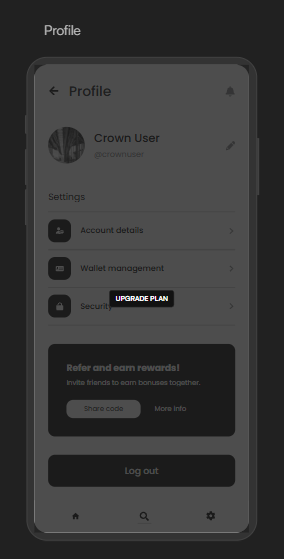 Profile
Profile
Crown User
@crownuser
Settings
Account details
Wallet management
Security
UPGRADE PLAN
Refer and earn rewards!
Invite friends to earn bonuses together.
Share code
More info
Log out